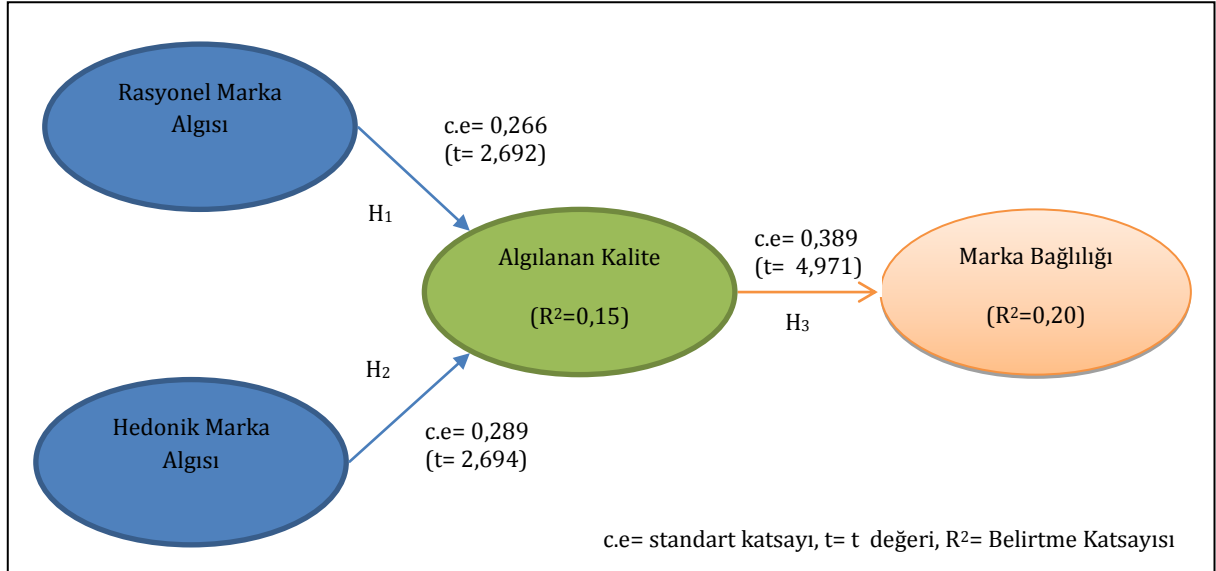 Rasyonel Marka
Algısı
c.e= 0,266
(t= 2,692)
H1
Algılanan Kalite
(R²=0,15)
c.e= 0,389
(t=  4,971)
H3
Marka Bağlılığı
(R²=0,20)
H2
Hedonik Marka
Algısı
c.e= 0,289
(t= 2,694)
c.e= standart katsayı, t= t  değeri, R²= Belirtme Katsayısı